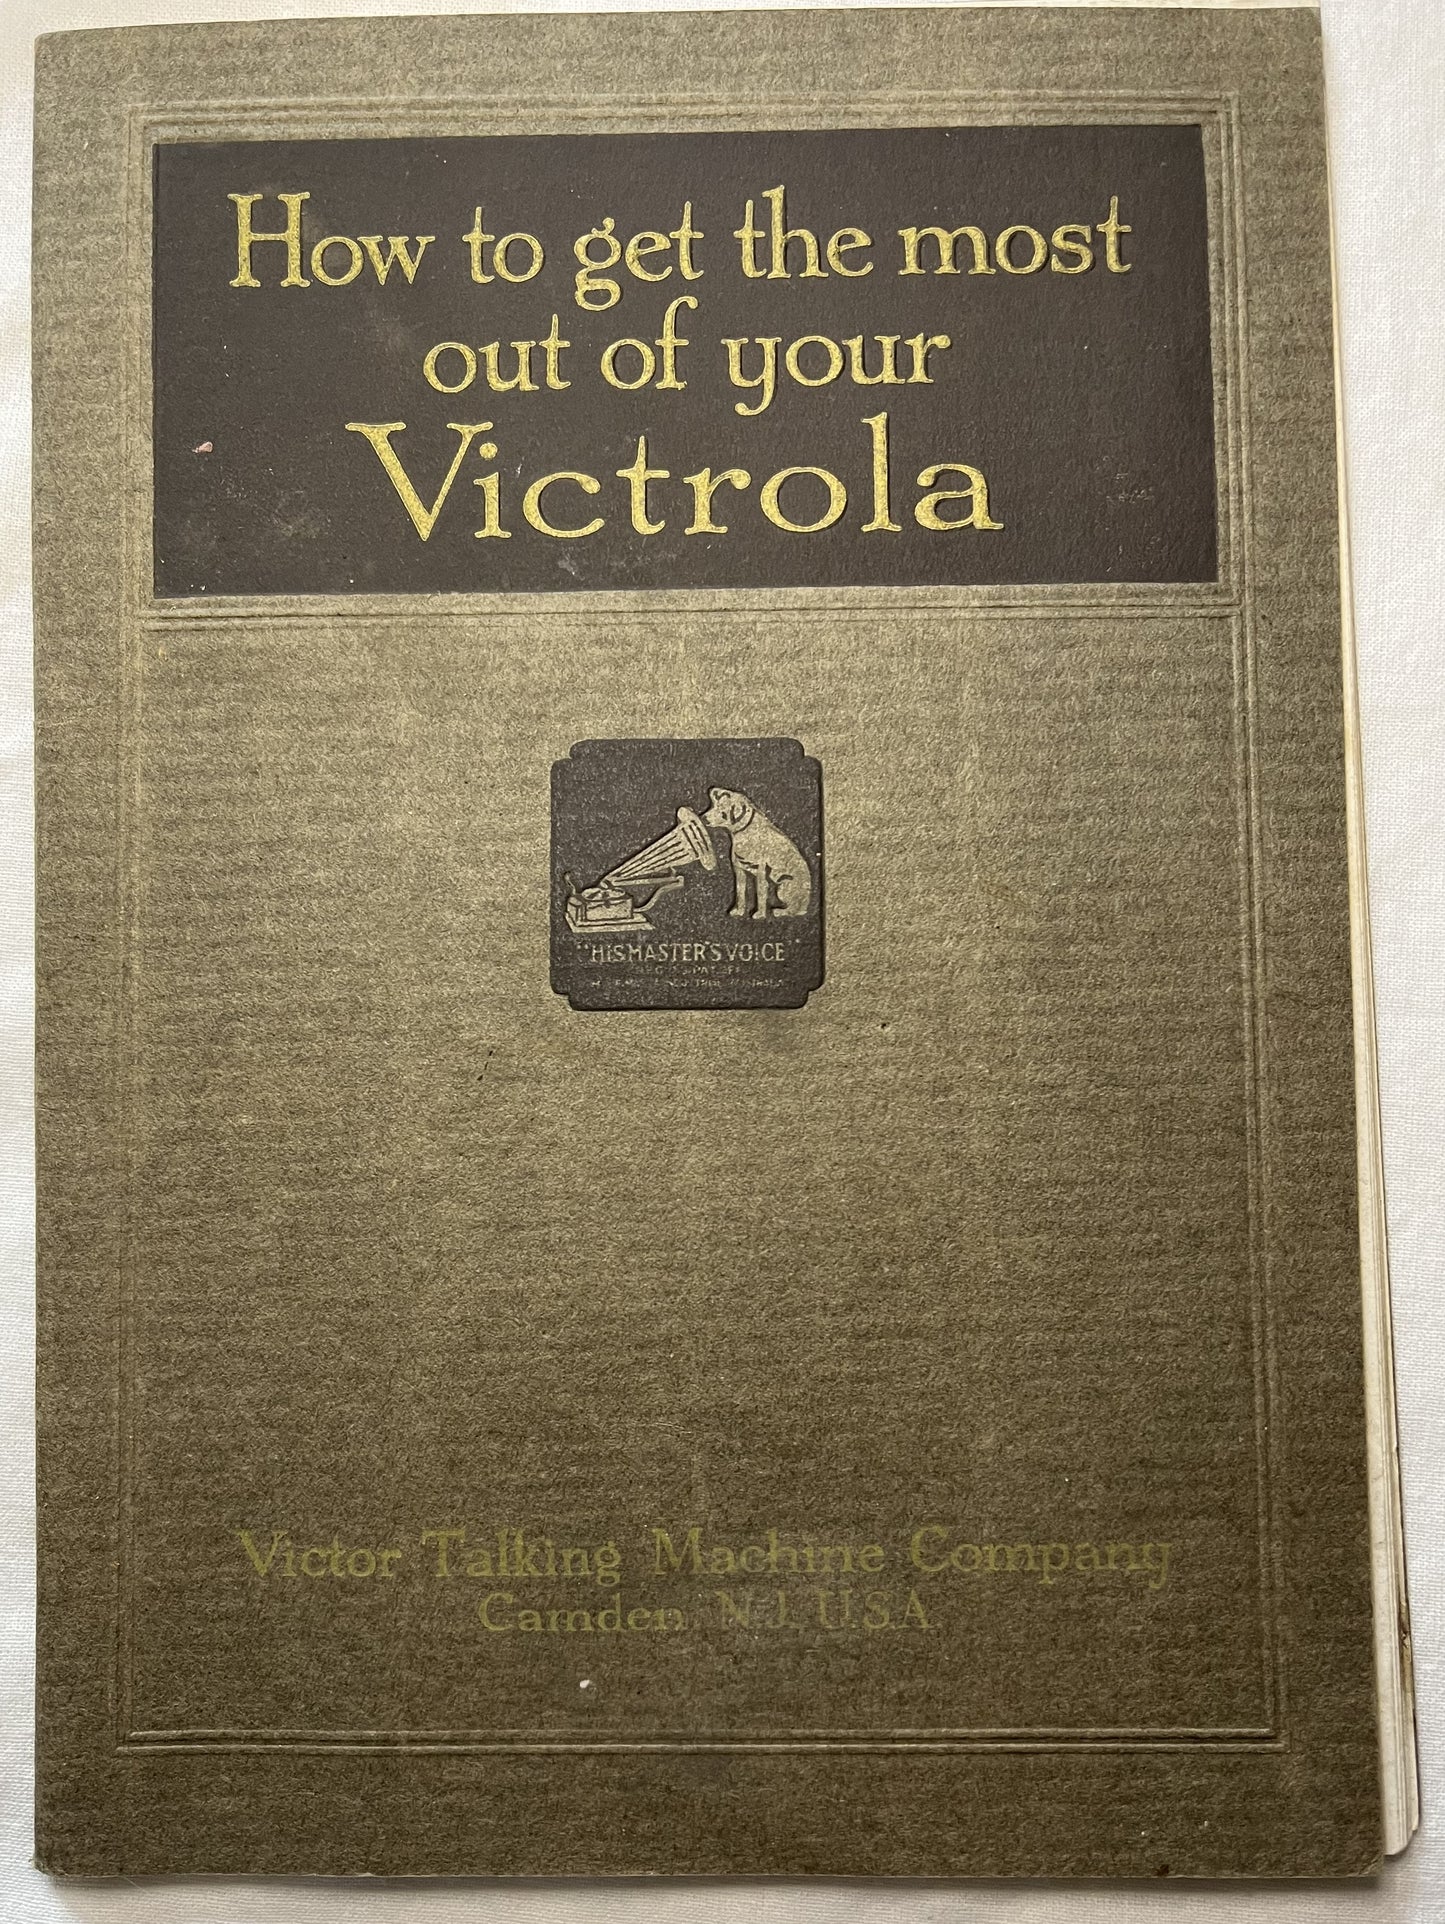 How to get the most
out of your
Victrola
"HIS MASTER'S VOICE"
Victor Talking Machine Company
Camden, N.J. U.S.A.